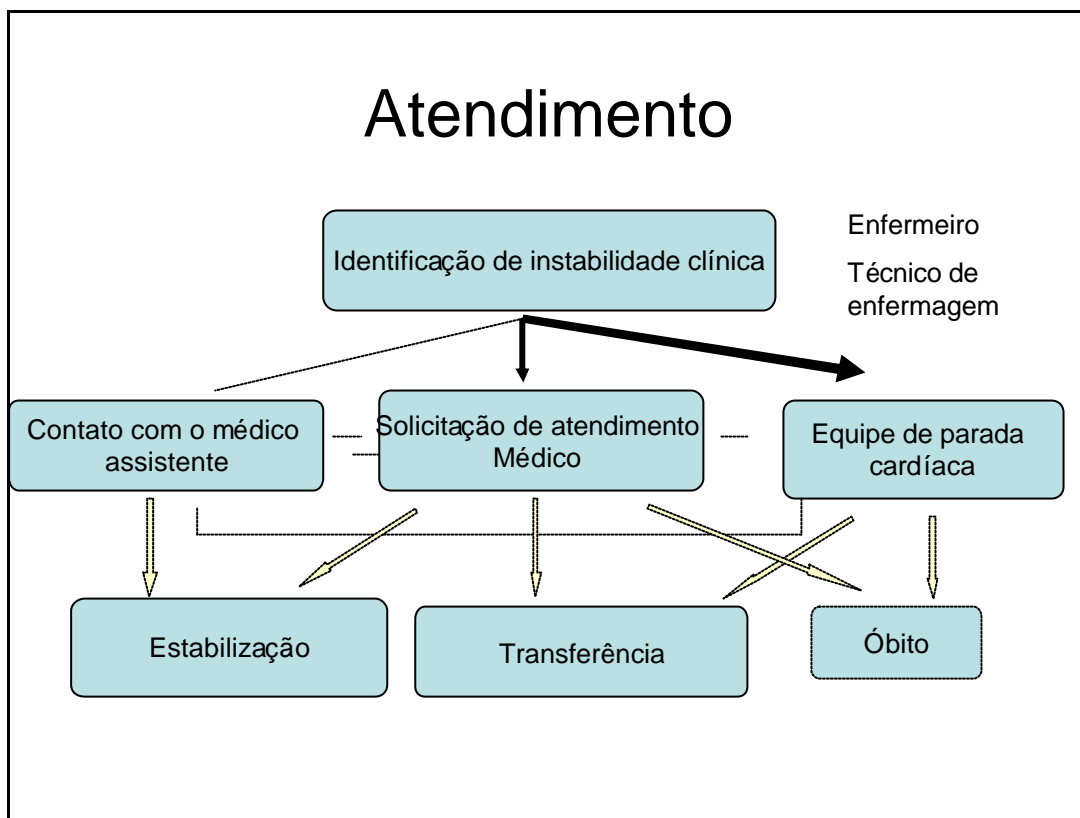 Atendimento
Identificação de instabilidade clínica
Enfermeiro
Técnico de
enfermagem
Contato com o médico
assistente
Solicitação de atendimento
Médico
Equipe de parada
cardíaca
Estabilização
Transferência
Óbito